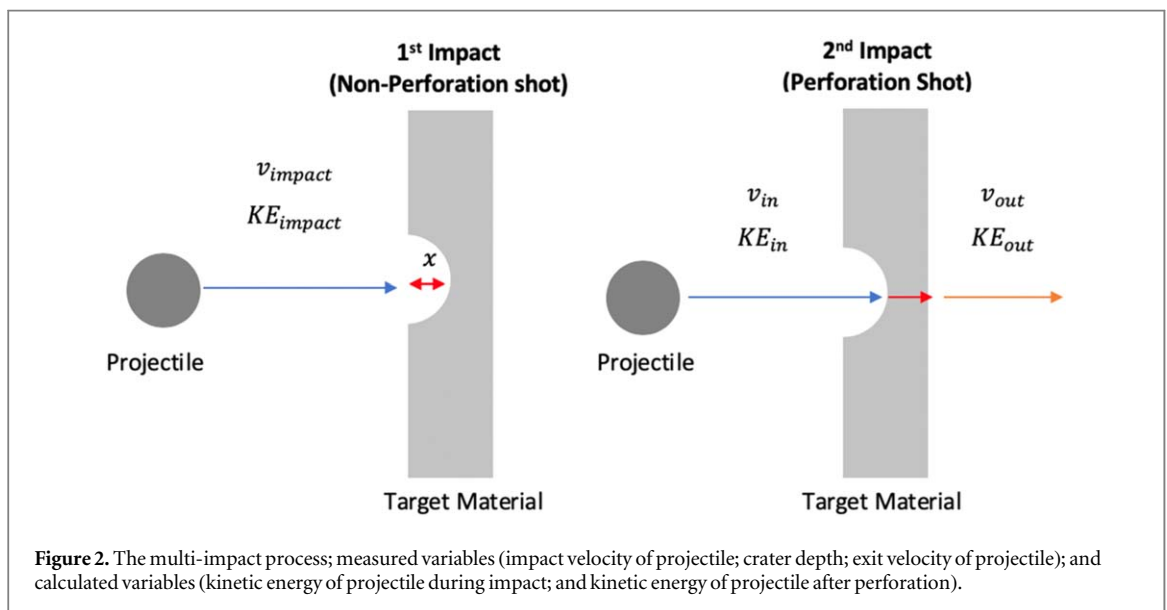 1st Impact
(Non-Perforation shot)
2nd Impact
(Perforation Shot)
v_impact
KE_impact
v_in
KE_in
v_out
KE_out
x
Projectile
Projectile
Target Material
Target Material
Figure 2. The multi-impact process; measured variables (impact velocity of projectile; crater depth; exit velocity of projectile); and
calculated variables (kinetic energy of projectile during impact; and kinetic energy of projectile after perforation).